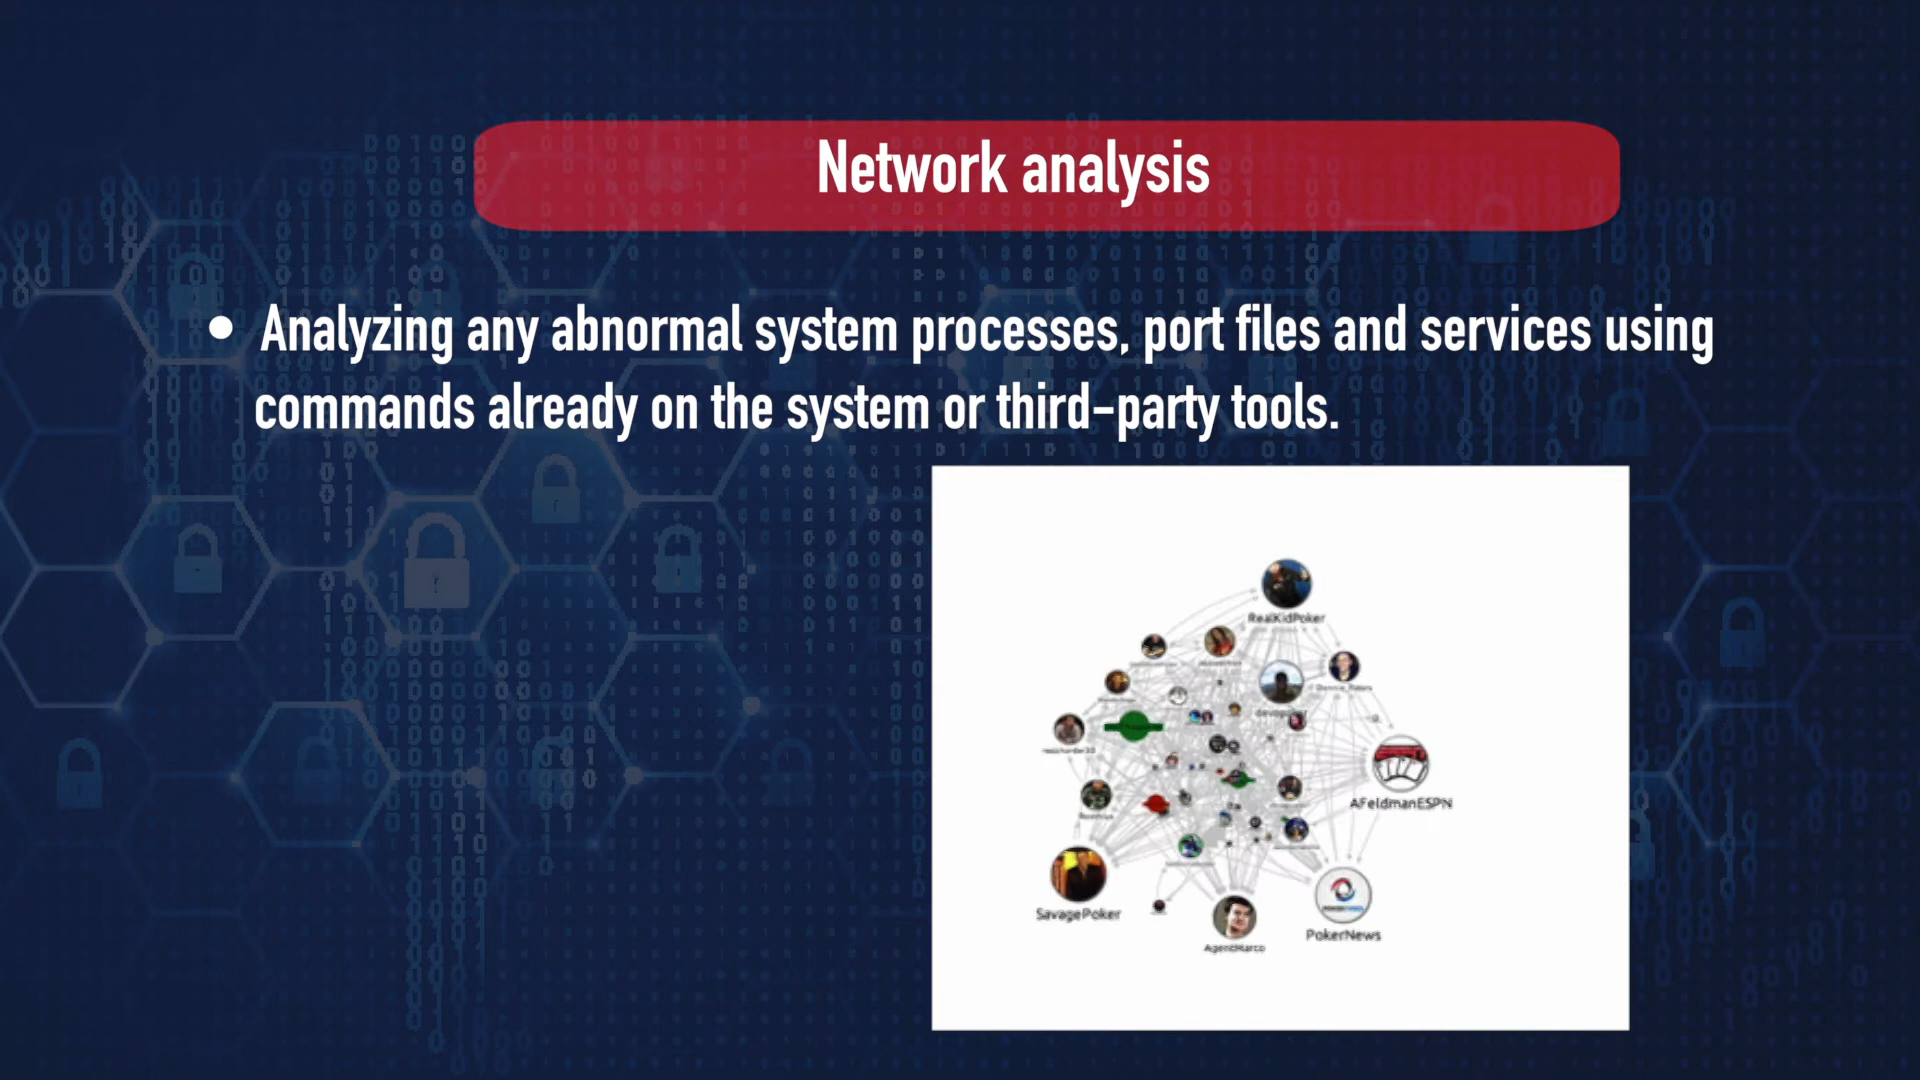 Network analysis
• Analyzing any abnormal system processes, port files and services using
commands already on the system or third-party tools.
RealKidPoker
AFeldmanESPN
SavagePoker
PokerNews
AgentMarco